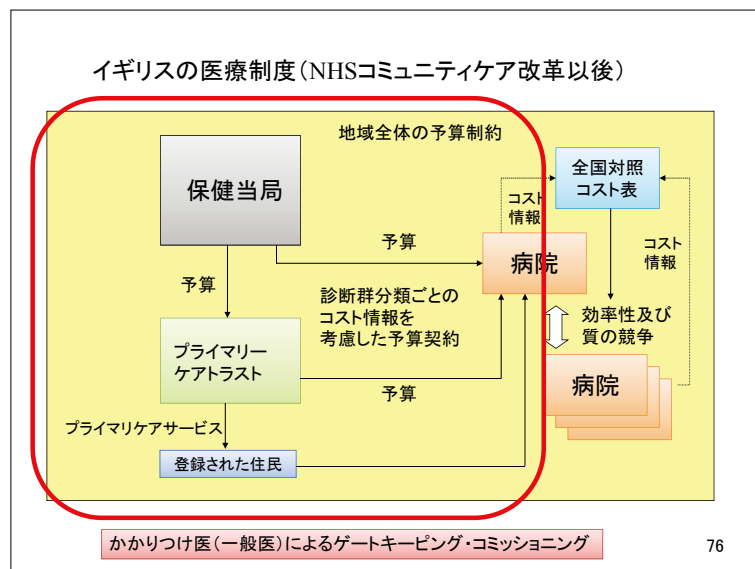 イギリスの医療制度(NHSコミュニティケア改革以後)
地域全体の予算制約
保健当局
全国対照
コスト表
コスト
情報
予算
病院
コスト
情報
予算
診断群分類ごとの
コスト情報を
考慮した予算契約
効率性及び
質の競争
プライマリー
ケアトラスト
予算
病院
プライマリケアサービス
登録された住民
かかりつけ医(一般医)によるゲートキーピング・コミッショニング
76